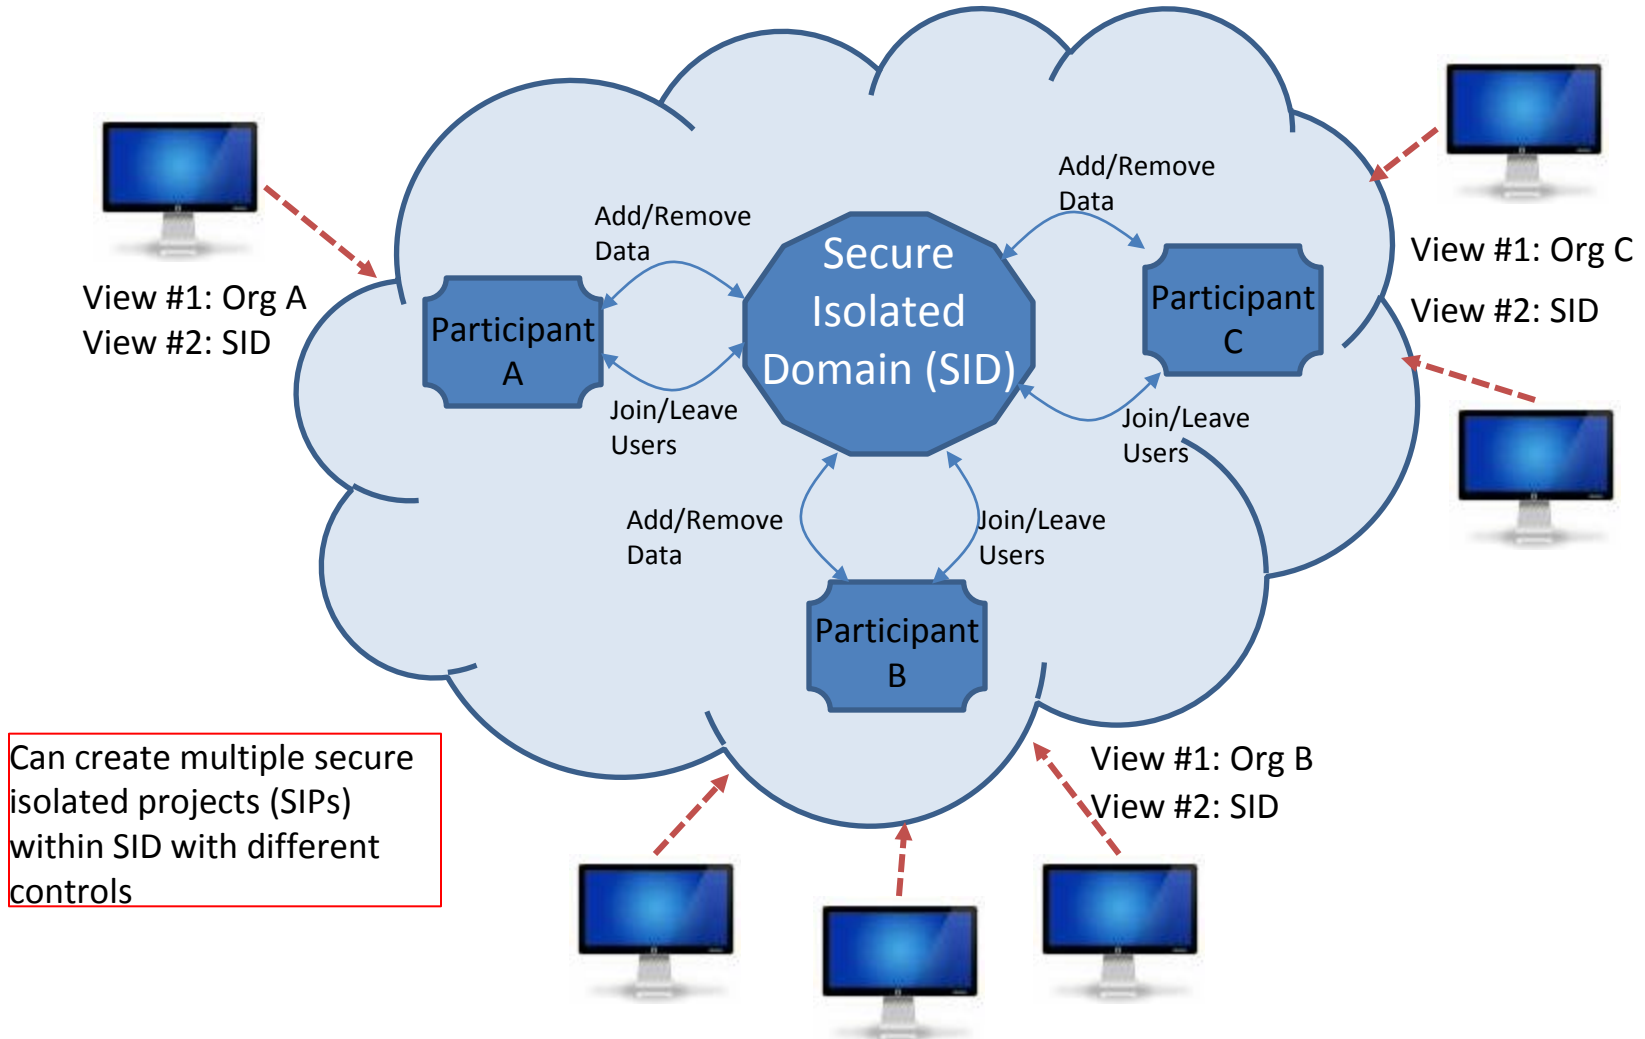 Add/Remove
Data
Add/Remove
Data
Secure
Isolated
Domain (SID)
View #1: Org A
View #2: SID
Participant
A
Participant
C
View #1: Org C
View #2: SID
Join/Leave
Users
Join/Leave
Users
Add/Remove
Data
Join/Leave
Users
Participant
B
View #1: Org B
View #2: SID
Can create multiple secure
isolated projects (SIPs)
within SID with different
controls